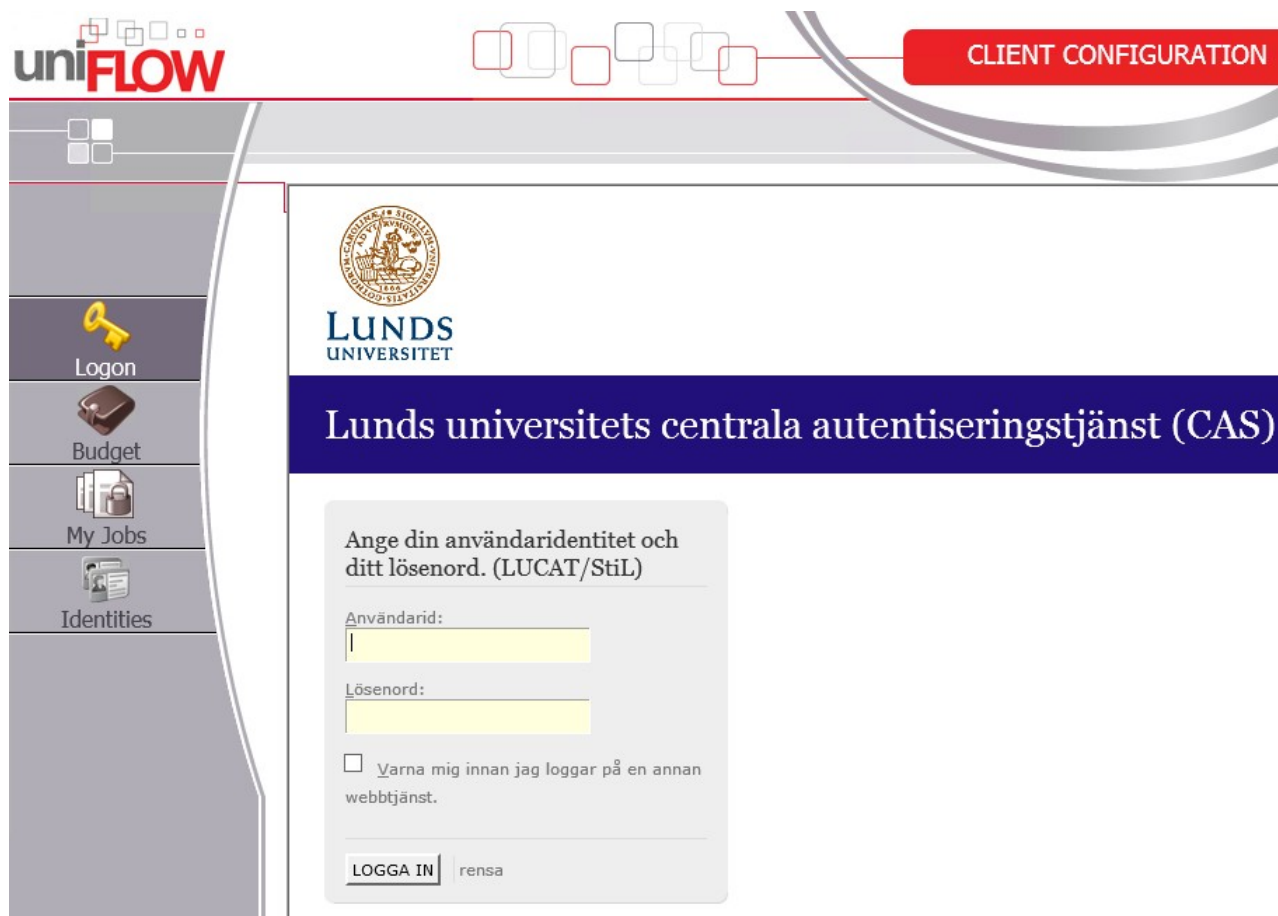 uniFLOW
CLIENT CONFIGURATION
LUNDS
UNIVERSITET
Logon
Budget
My Jobs
Identities
Lunds universitets centrala autentiseringstjänst (CAS)
Ange din användaridentitet och
ditt lösenord. (LUCAT/StiL)
Användarid:
Lösenord:
Varna mig innan jag loggar på en annan
webbtjänst.
LOGGA IN rensa